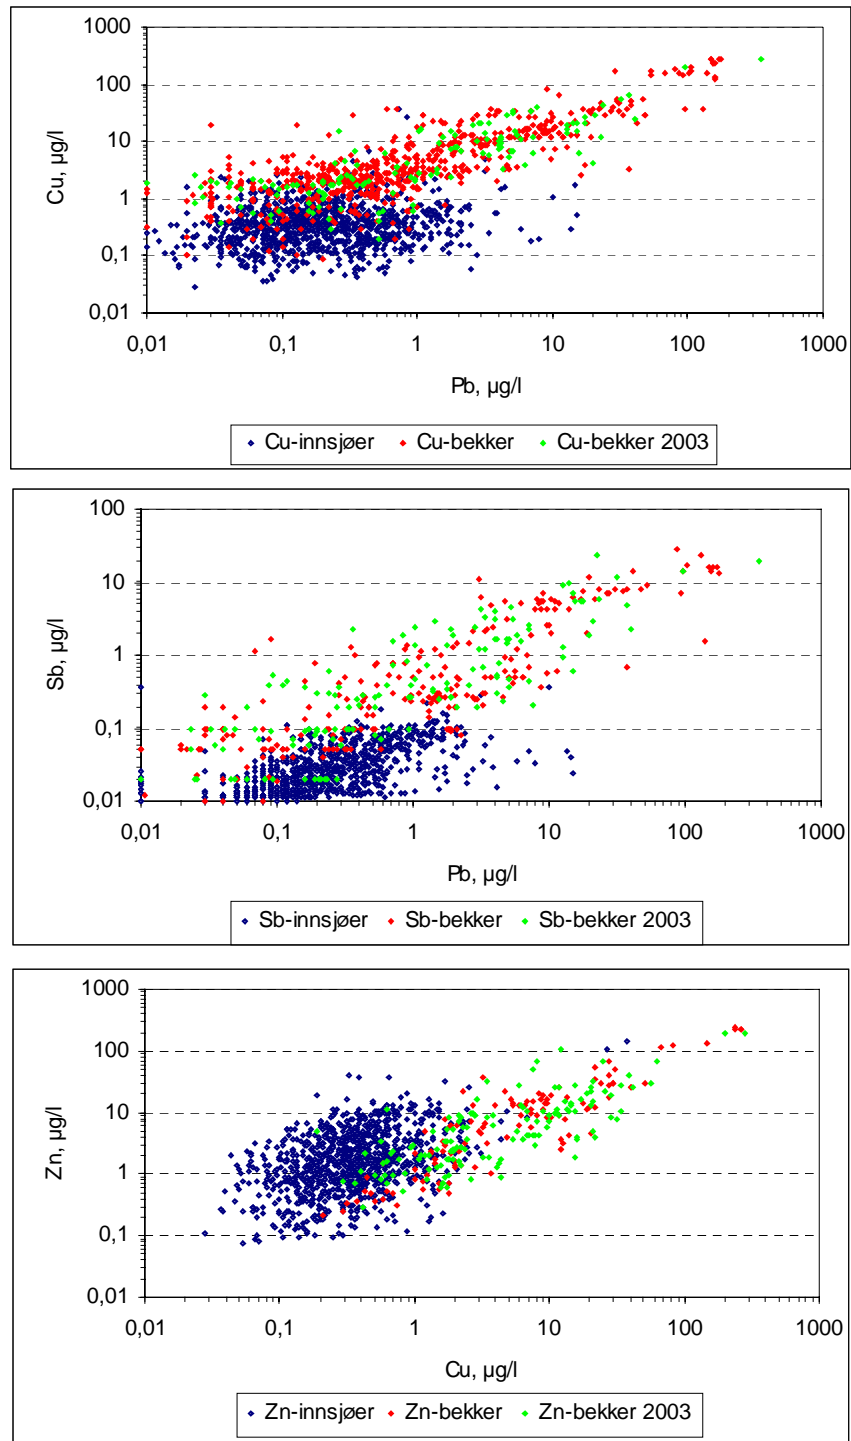 1000
100
10
1
0,1
0,01
Cu, µg/l
0,01 0,1 1 10 100 1000
Pb, µg/l
Cu-innsjøer Cu-bekker Cu-bekker 2003
100
10
1
0,1
0,01
Sb, µg/l
0,01 0,1 1 10 100 1000
Pb, µg/l
Sb-innsjøer Sb-bekker Sb-bekker 2003
1000
100
10
1
0,1
0,01
Zn, µg/l
0,01 0,1 1 10 100 1000
Cu, µg/l
Zn-innsjøer Zn-bekker Zn-bekker 2003